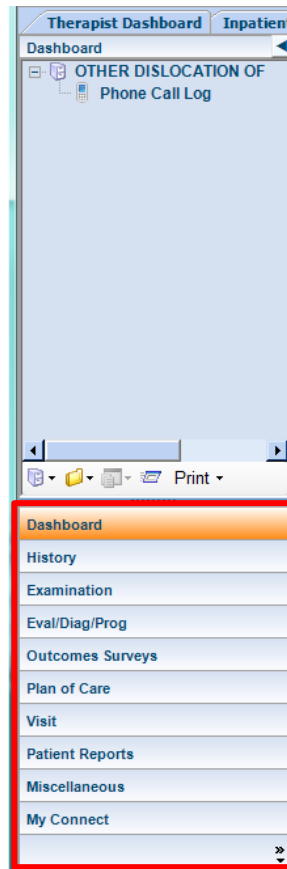 Therapist Dashboard Inpatient
Dashboard
OTHER DISLOCATION OF
Phone Call Log
Print
Dashboard
History
Examination
Eval/Diag/Prog
Outcomes Surveys
Plan of Care
Visit
Patient Reports
Miscellaneous
My Connect